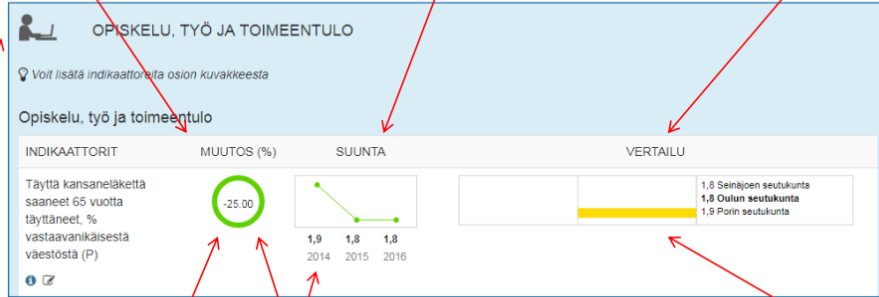 OPISKELU, TYÖ JA TOIMEENTULO
Voit lisätä indikaattoreita osion kuvakkeesta
Opiskelu, työ ja toimeentulo
INDIKAATTORIT MUUTOS (%) SUUNTA VERTAILU
Täyttä kansaneläkettä
saaneet 65 vuotta
täyttäneet, %
vastaavanikäisestä
väestöstä (P)
-25.00
1,9 1,8 1,8
2014 2015 2016
1,8 Seinäjoen seutukunta
1,8 Oulun seutukunta
1,9 Porin seutukunta